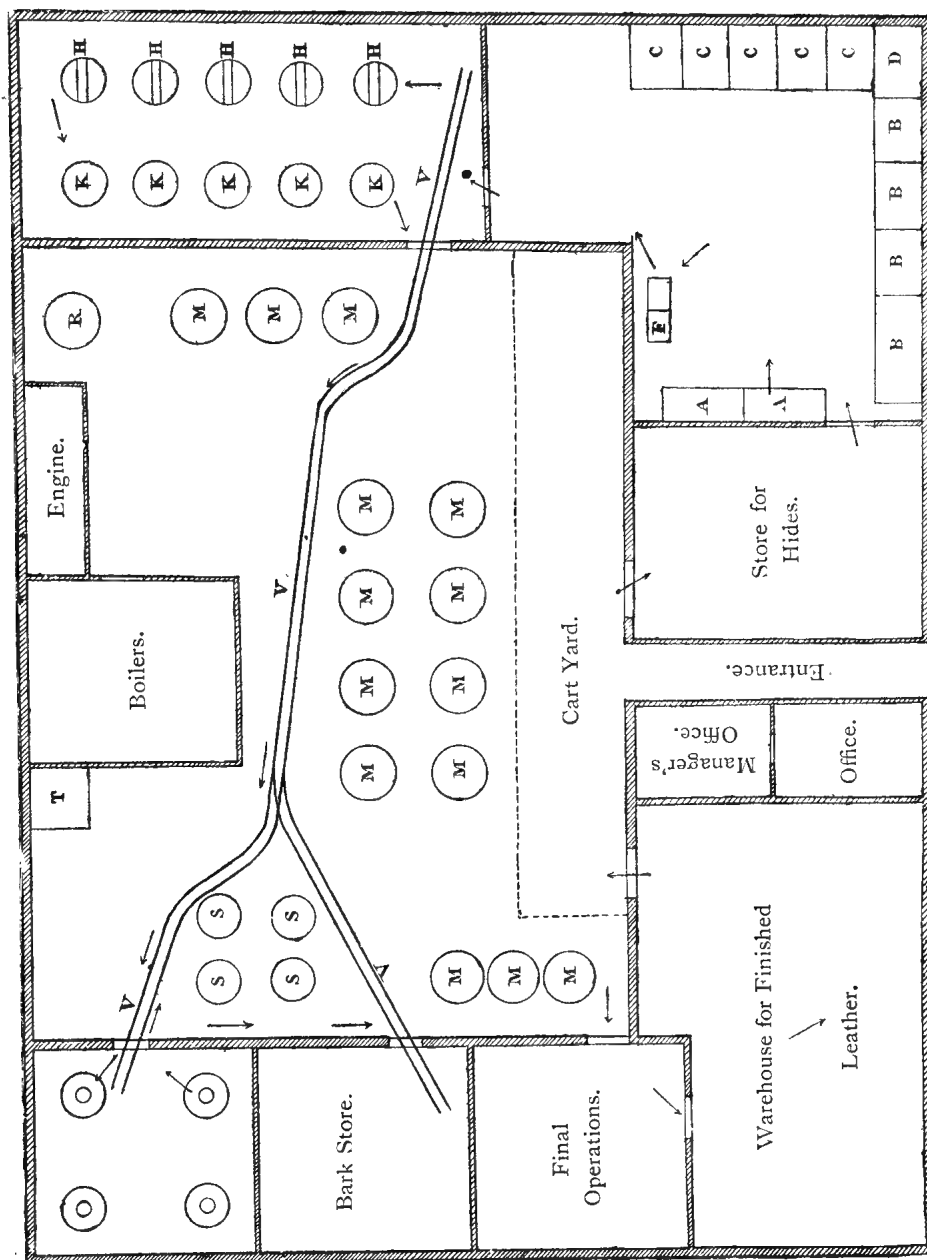 T
Engine.
R
K
H
K
H
K
H
K
H
K
H
Boilers.
V
V
V
V
S
S
S
S
M
M
M
M
M
M
M
M
M
M
M
M
M
M
Bark Store.
Final
Operations.
Cart Yard.
Warehouse for Finished
Leather.
Manager's
Office.
Office.
Entrance.
Store for
Hides.
A
A
F
C
C
C
C
C
D
B
B
B
B